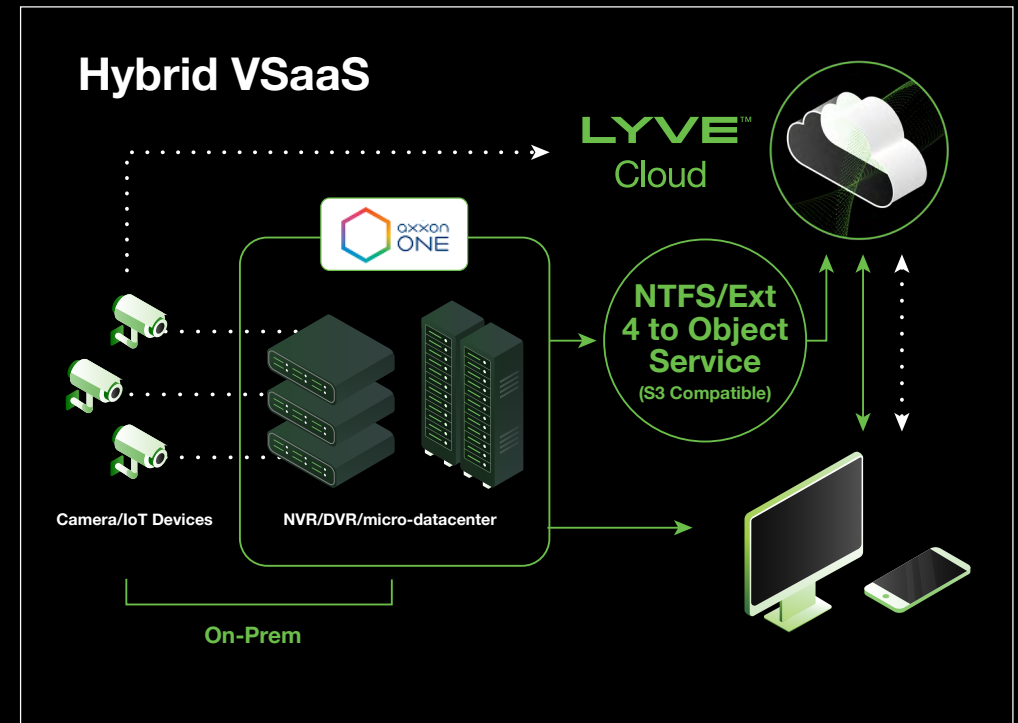 Hybrid VSaaS
LYVE™
Cloud
axxon
ONE
NTFS/Ext
4 to Object
Service
(S3 Compatible)
Camera/IoT Devices
NVR/DVR/micro-datacenter
On-Prem